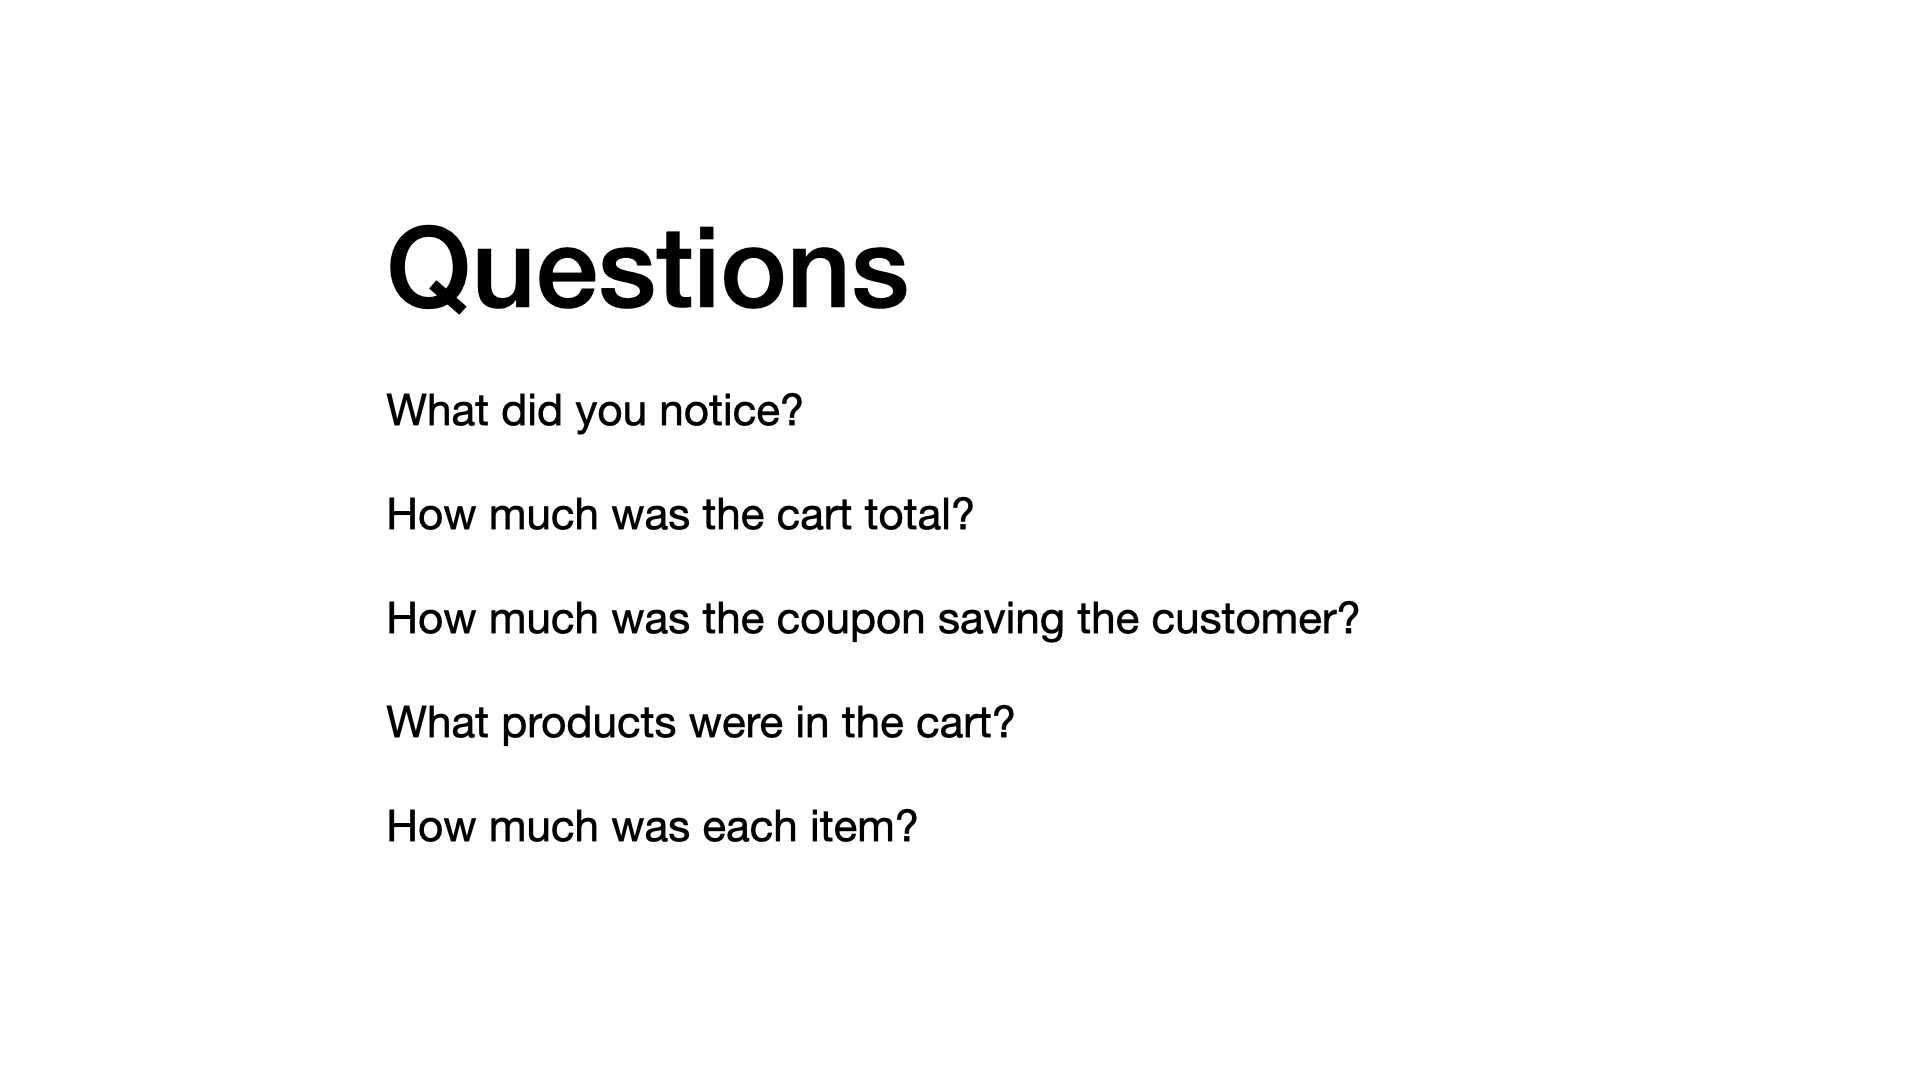 Questions
What did you notice?
How much was the cart total?
How much was the coupon saving the customer?
What products were in the cart?
How much was each item?